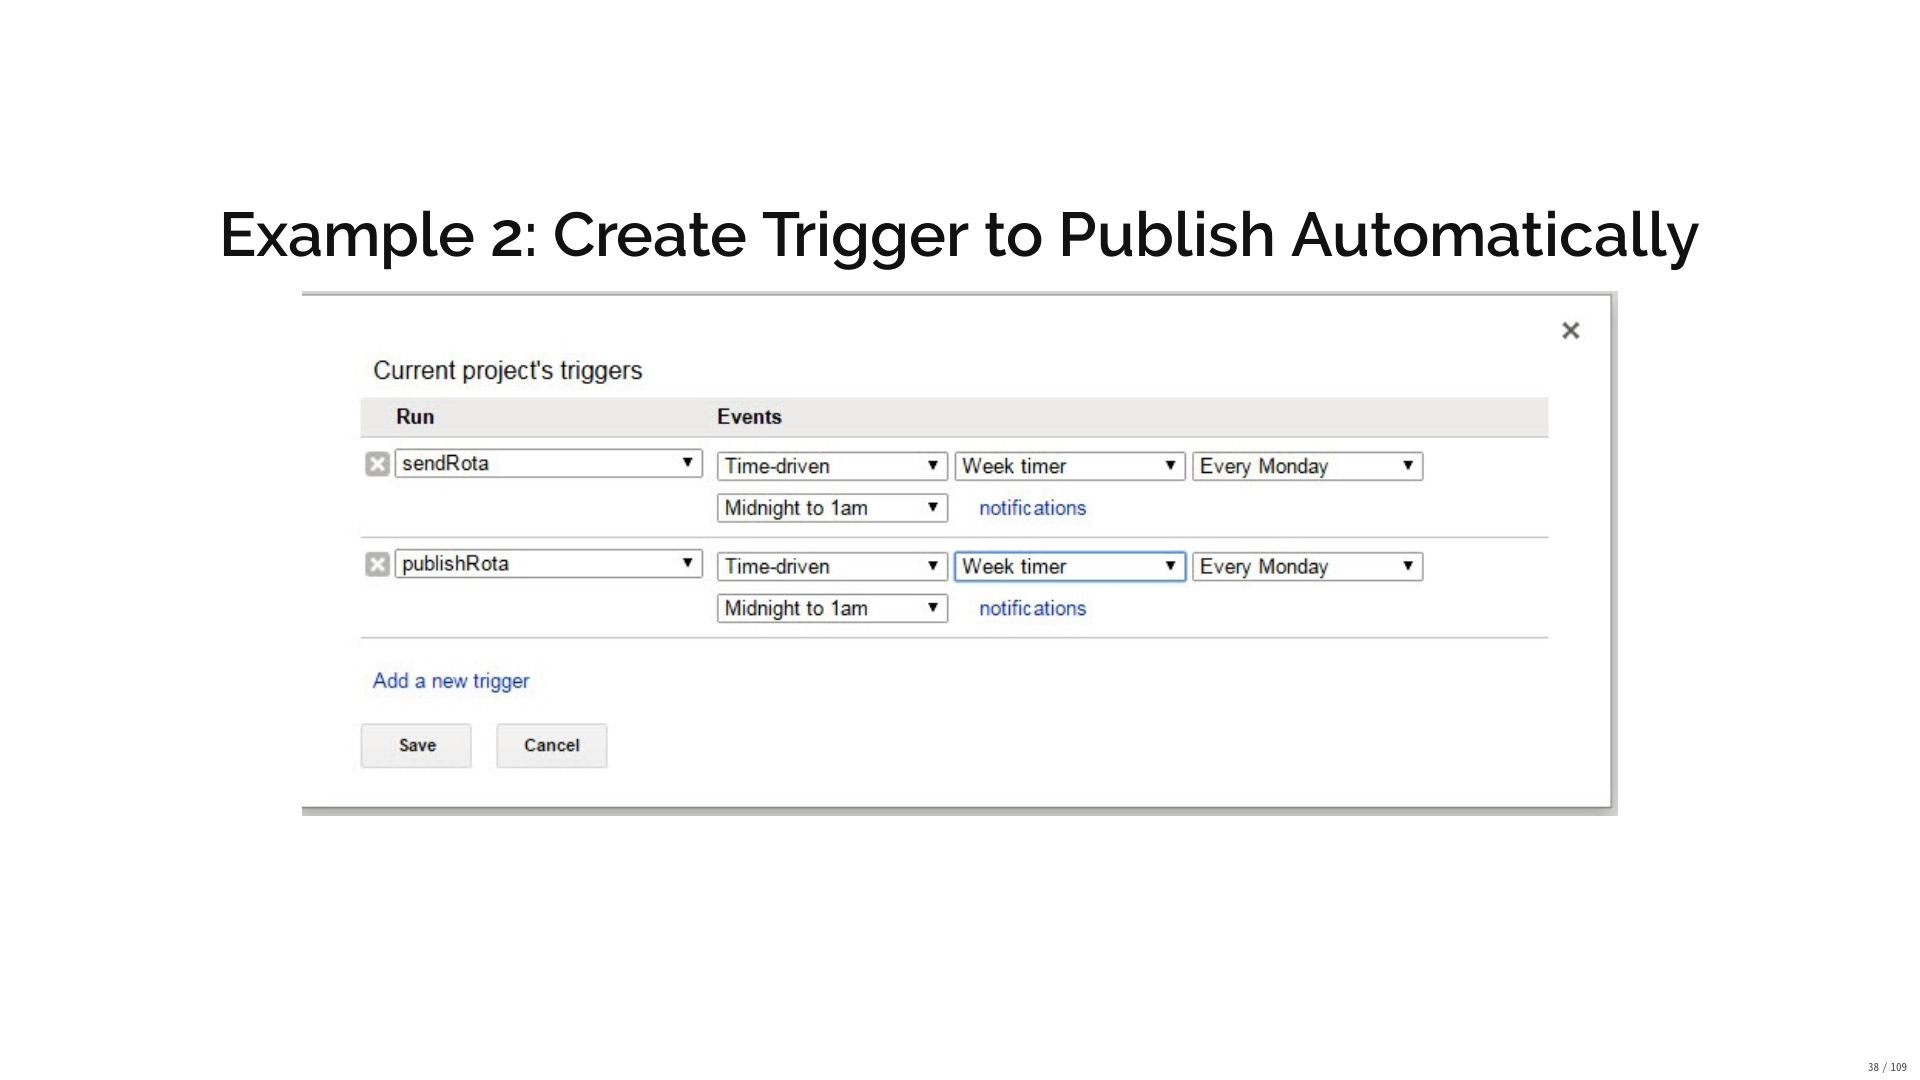 Example 2: Create Trigger to Publish Automatically
Current project's triggers
Run Events
sendRota Time-driven Week timer Every Monday
Midnight to 1am notifications
publishRota Time-driven Week timer Every Monday
Midnight to 1am notifications
Add a new trigger
Save Cancel
38 / 109